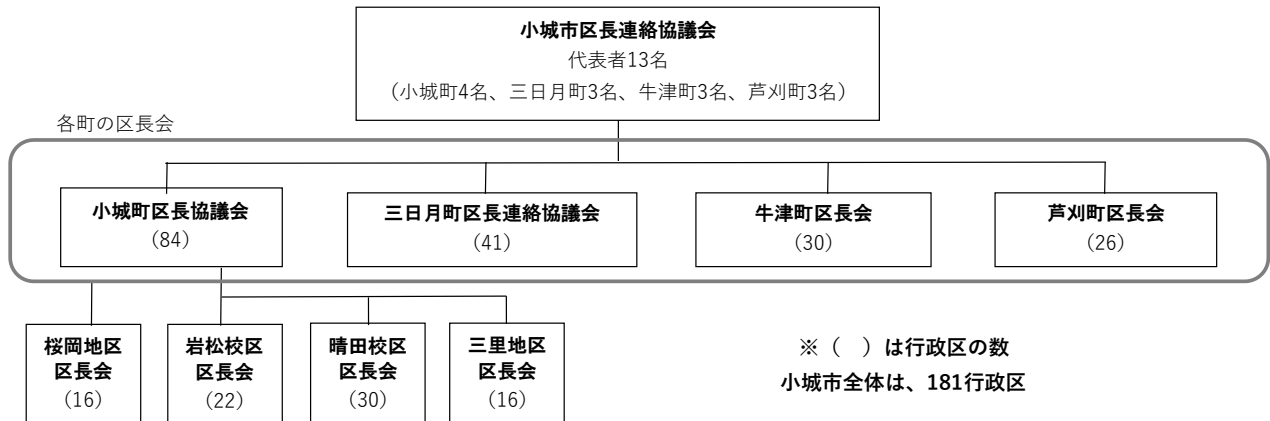 小城市区長連絡協議会
代表者13名
（小城町4名、三日月町3名、牛津町3名、芦刈町3名）
各町の区長会
小城町区長協議会
（84）
三日月町区長連絡協議会
（41）
牛津町区長会
（30）
芦刈町区長会
（26）
桜岡地区
区長会
（16）
岩松校区
区長会
（22）
晴田校区
区長会
（30）
三里地区
区長会
（16）
※（　）は行政区の数
小城市全体は、181行政区